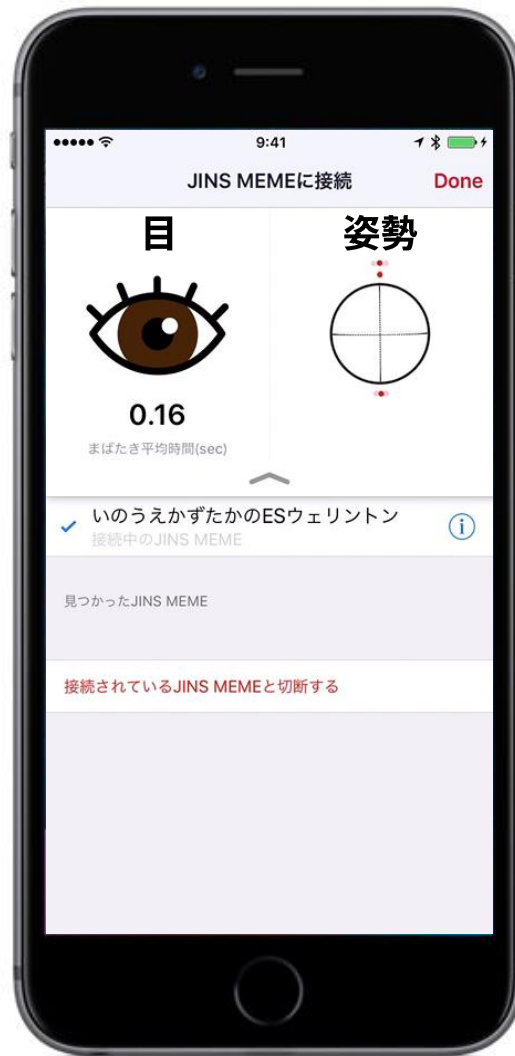 9:41
JINS MEMEに接続
Done
目
姿勢
0.16
まばたき平均時間(sec)
いのうえかずたかのESウェリントン
接続中のJINS MEME
見つかったJINS MEME
接続されているJINS MEMEと切断する